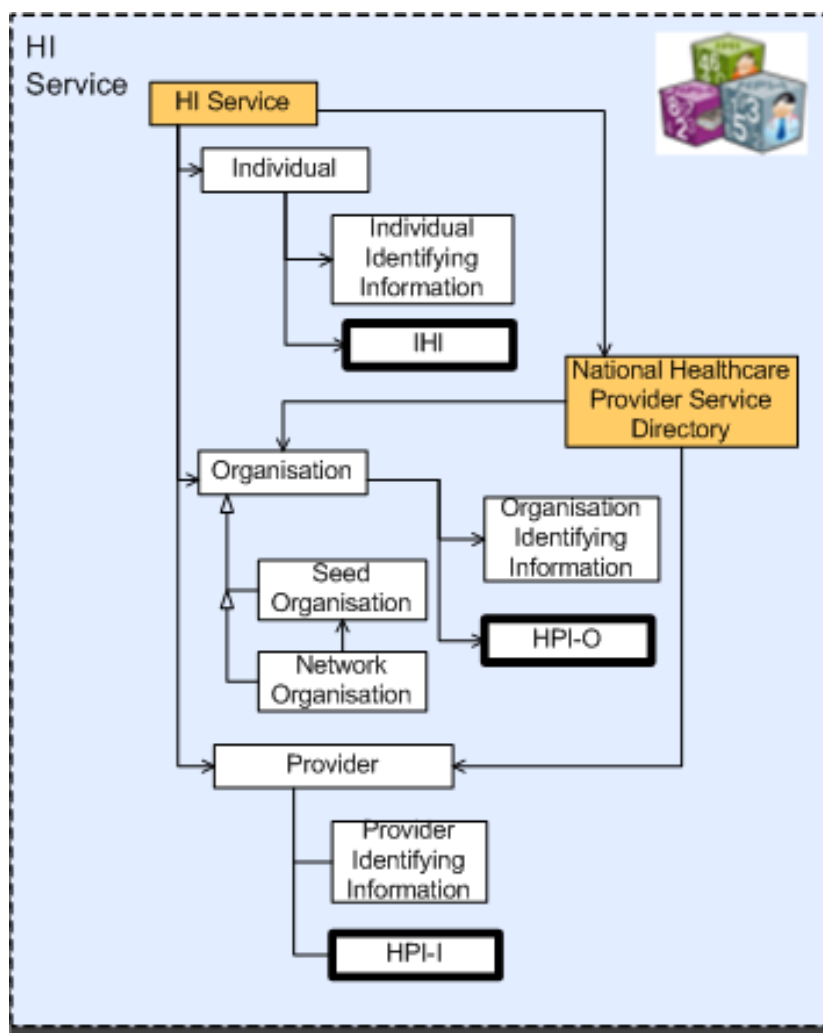 HI
Service
HI Service
Individual
Individual
Identifying
Information
IHI
National Healthcare
Provider Service
Directory
Organisation
Organisation
Identifying
Information
Seed
Organisation
HPI-O
Network
Organisation
Provider
Provider
Identifying
Information
HPI-I